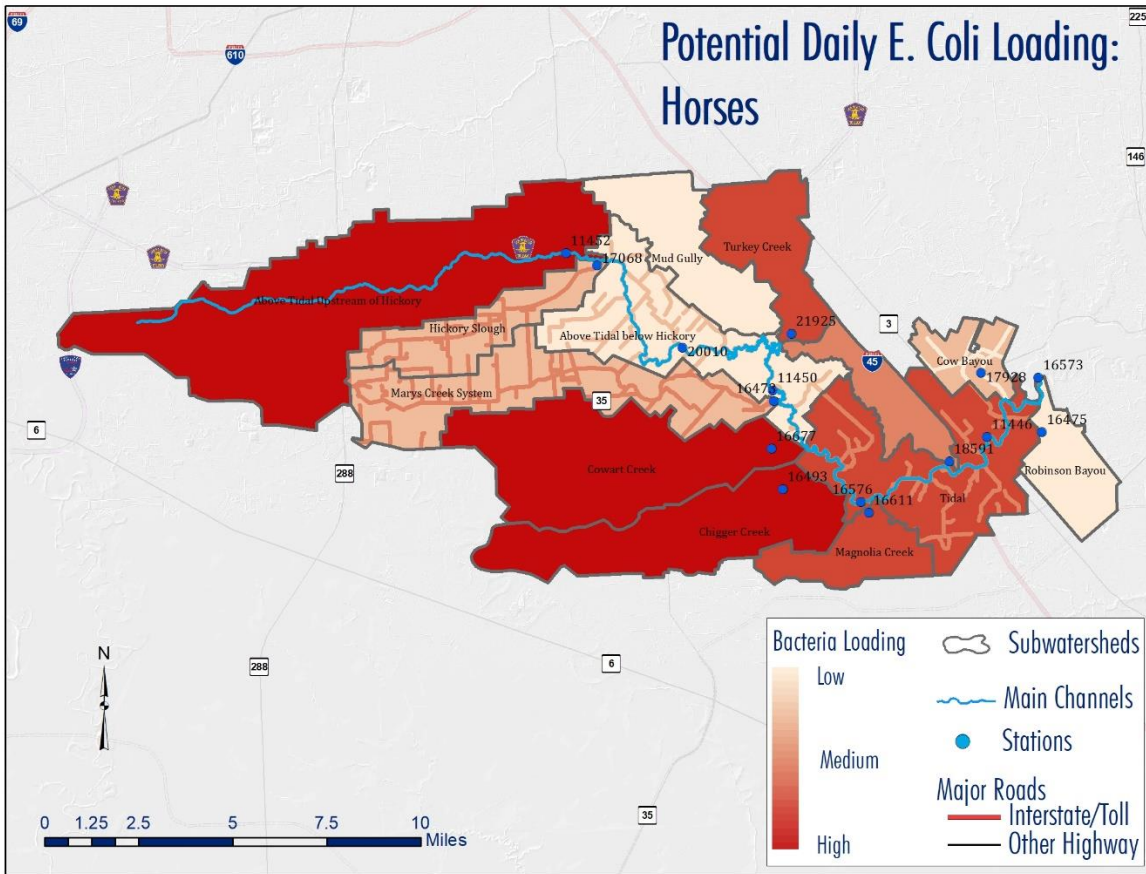 Potential Daily E. Coli Loading:
Horses
69
610
225
146
Turkey Creek
11452
17068
Mud Gully
Above Tidal Upstream of Hickory
Hickory Slough
Above Tidal below Hickory
21925
3
20010
45
Cow Bayou
17928
16573
Marys Creek System
35
11450
16473
6
288
16677
11446
16475
Cowart Creek
18591
Robinson Bayou
16493
16576
16611
Tidal
Chigger Creek
Magnolia Creek
N
288
6
35
0 1.25 2.5 5 7.5 10
Miles
Bacteria Loading
Low
Medium
High
Subwatersheds
Main Channels
Stations
Major Roads
Interstate/Toll
Other Highway